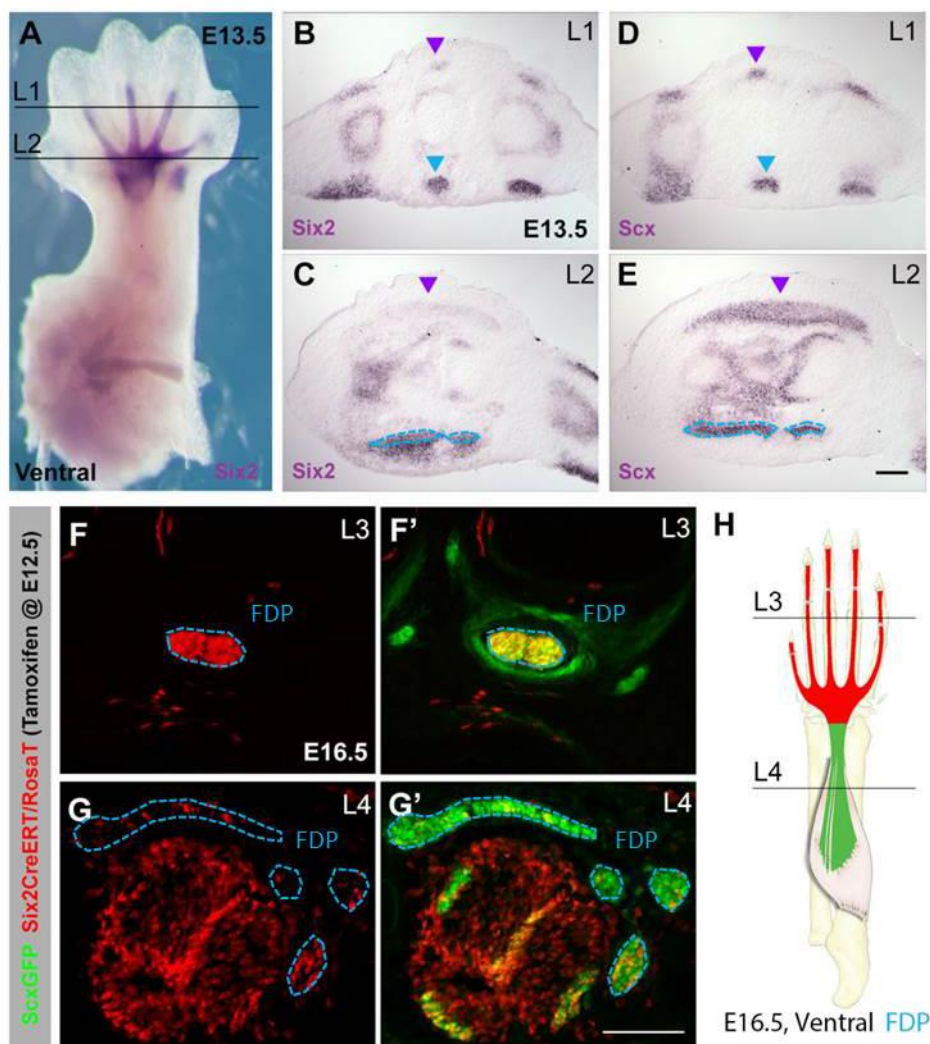 A
E13.5
L1
L2
Ventral
Six2
B
L1
Six2
E13.5
D
L1
Scx
C
L2
Six2
E
L2
Scx
ScxGFP Six2CreERT/RosaT (Tamoxifen @ E12.5)
F
L3
FDP
E16.5
F'
L3
FDP
G
L4
FDP
G'
L4
FDP
H
L3
L4
E16.5, Ventral FDP